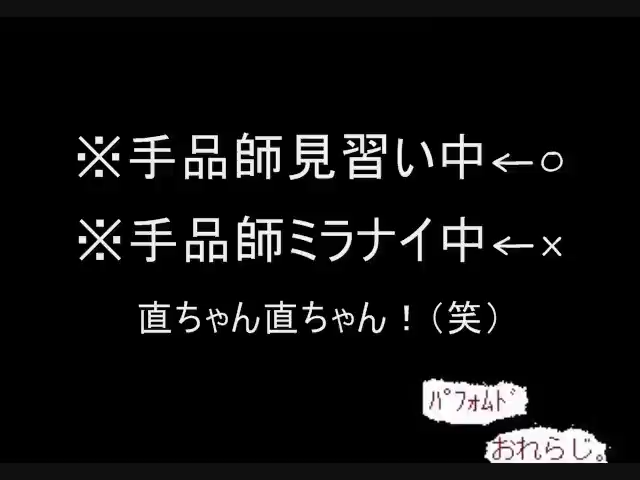 ※手品師見習い中←○
※手品師ミラナイ中←×
直ちゃん直ちゃん！（笑）
ﾊﾟﾌｫﾑﾄﾞ
おれらじ。